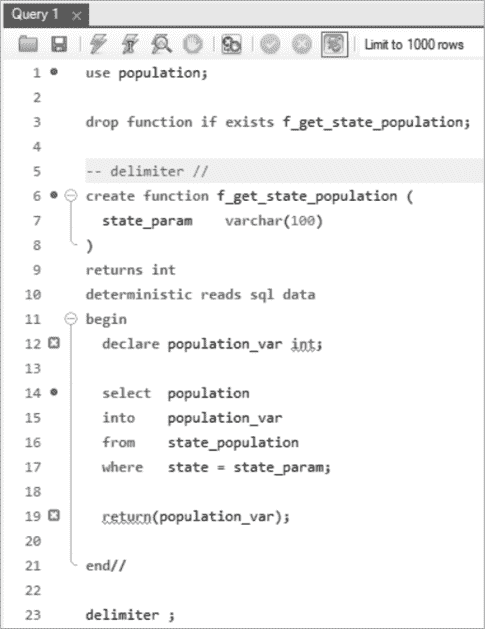 Query 1
Limit to 1000 rows
1 use population;
2
3 drop function if exists f_get_state_population;
4
5 -- delimiter //
6 create function f_get_state_population (
7 state_param varchar(100)
8 )
9 returns int
10 deterministic reads sql data
11 begin
12 declare population_var int;
13
14 select population
15 into population_var
16 from state_population
17 where state = state_param;
18
19 return(population_var);
20
21 end//
22
23 delimiter ;